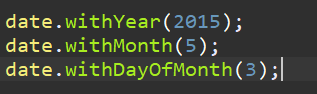 date.withYear(2015);
date.withMonth(5);
date.withDayOfMonth(3);